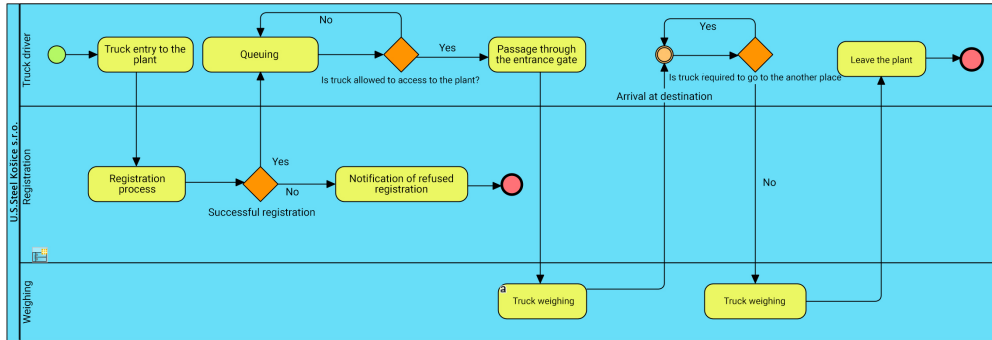 U.S.Steel Košice s.r.o.
Truck driver
Truck entry to the
plant
No
Queuing
Yes
Is truck allowed to access to the plant?
Passage through
the entrance gate
Yes
Is truck required to go to the another place
Arrival at destination
Leave the plant
Registration
Registration
process
Yes
No
Successful registration
Notification of refused
registration
No
Weighing
a
Truck weighing
Truck weighing